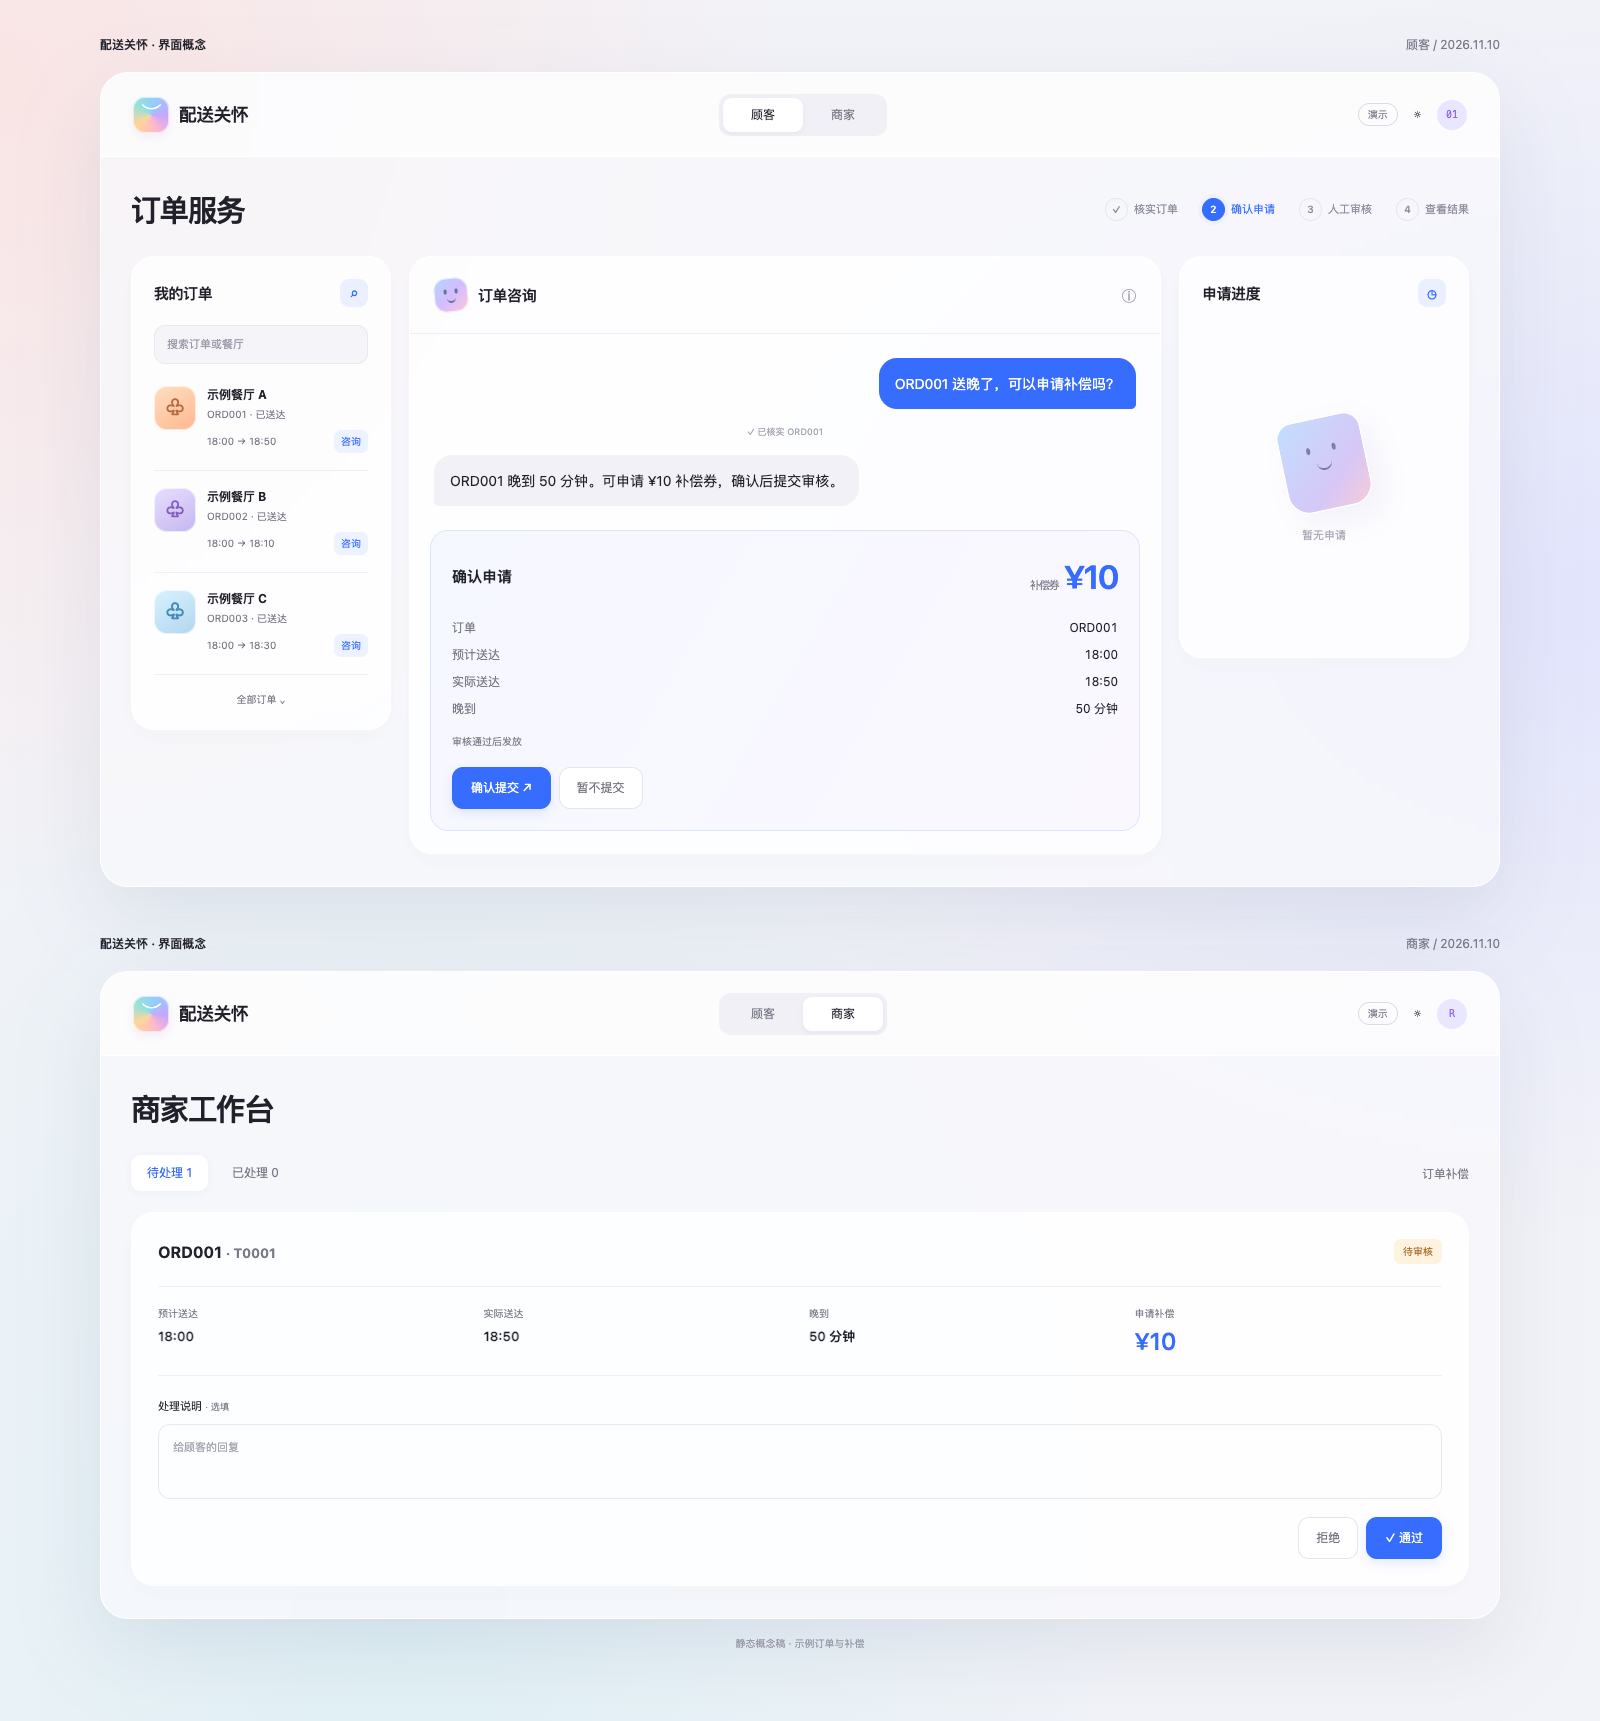 配送关怀 · 界面概念
顾客 / 2026.11.10
配送关怀
顾客
商家
演示
01
订单服务
✓ 核实订单
2 确认申请
3 人工审核
4 查看结果
我的订单
搜索订单或餐厅
示例餐厅 A
ORD001 · 已送达
18:00 → 18:50
咨询
示例餐厅 B
ORD002 · 已送达
18:00 → 18:10
咨询
示例餐厅 C
ORD003 · 已送达
18:00 → 18:30
咨询
全部订单 ⌄
订单咨询
ORD001 送晚了，可以申请补偿吗？
✓ 已核实 ORD001
ORD001 晚到 50 分钟。可申请 ¥10 补偿券，确认后提交审核。
确认申请
补偿券 ¥10
订单
ORD001
预计送达
18:00
实际送达
18:50
晚到
50 分钟
审核通过后发放
确认提交 ↗
暂不提交
申请进度
暂无申请
配送关怀 · 界面概念
商家 / 2026.11.10
配送关怀
顾客
商家
演示
R
商家工作台
待处理 1
已处理 0
订单补偿
ORD001 · T0001
待审核
预计送达
18:00
实际送达
18:50
晚到
50 分钟
申请补偿
¥10
处理说明 · 选填
给顾客的回复
拒绝
✓ 通过
静态概念稿 · 示例订单与补偿